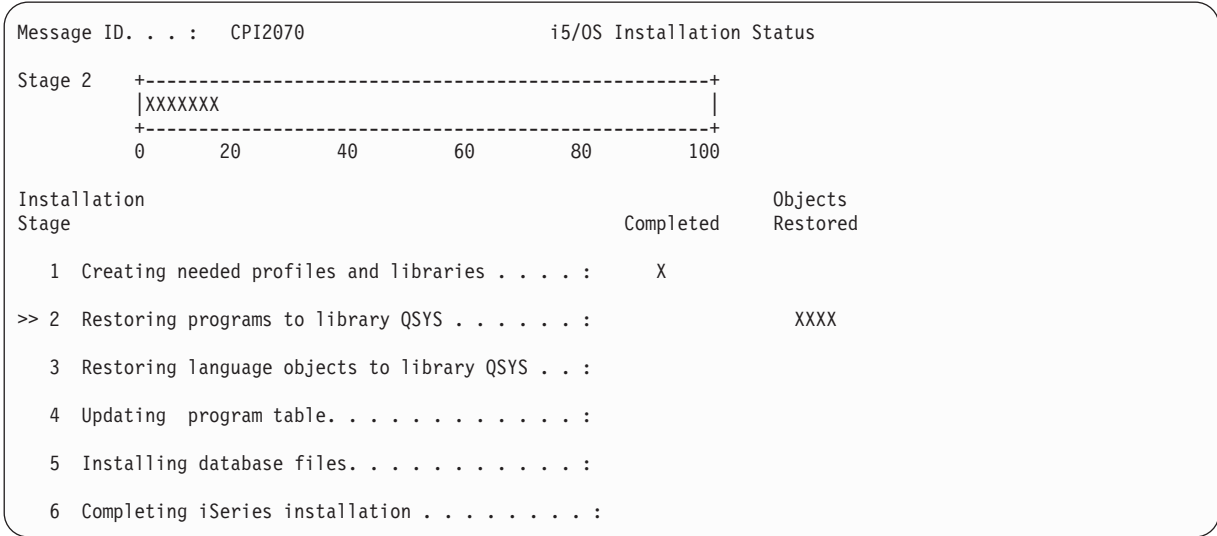 Message ID. . . :   CPI2070                    i5/OS Installation Status
Stage 2    +------------------------------------------------+
           |XXXXXXX                                         |
           +------------------------------------------------+
           0       20        40        60        80        100
Installation                                                   Objects
Stage                                              Completed   Restored
   1  Creating needed profiles and libraries . . . . :     X
>> 2  Restoring programs to library QSYS . . . . . . :            XXXX
   3  Restoring language objects to library QSYS . . :
   4  Updating  program table. . . . . . . . . . . . :
   5  Installing database files. . . . . . . . . . . :
   6  Completing iSeries installation . . . . . . . . :